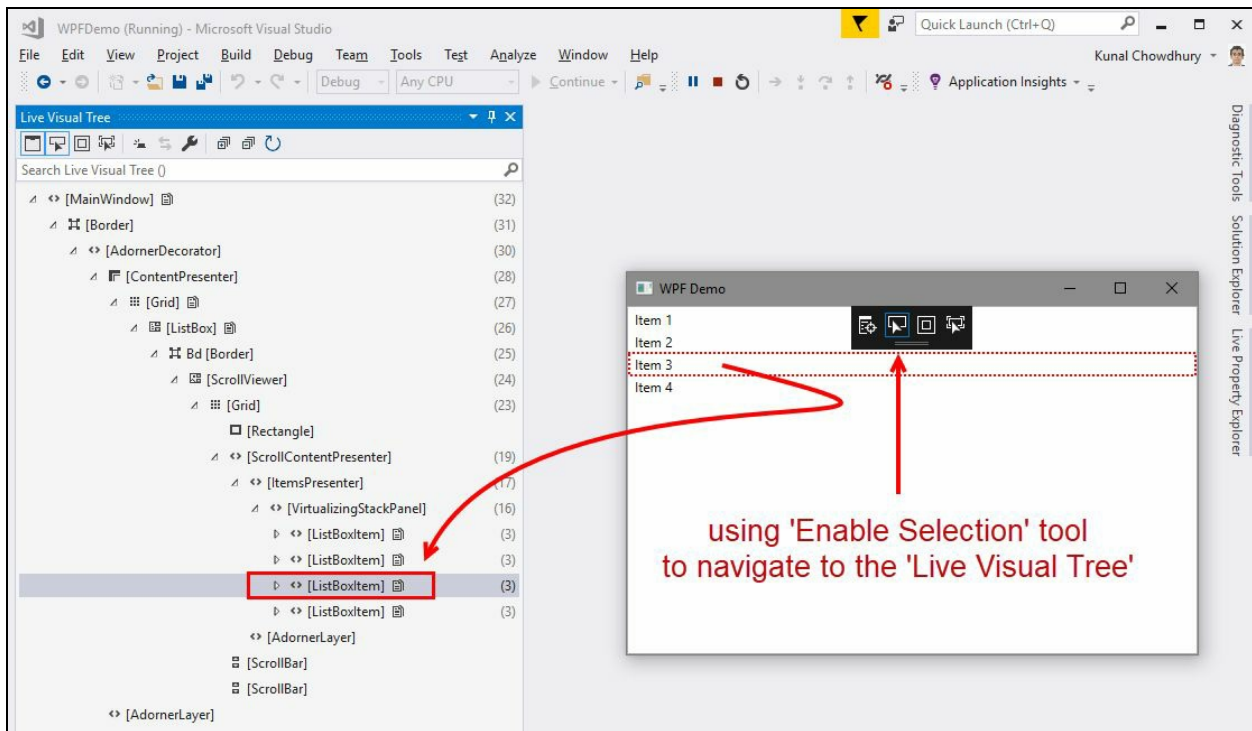 WPFDemo (Running) - Microsoft Visual Studio
Quick Launch (Ctrl+Q)
File Edit View Project Build Debug Team Tools Test Analyze Window Help
Kunal Chowdhury
Debug Any CPU Continue Application Insights
Live Visual Tree
Search Live Visual Tree ()
[MainWindow] (32)
[Border] (31)
[AdornerDecorator] (30)
[ContentPresenter] (28)
[Grid] (27)
[ListBox] (26)
Bd [Border] (25)
[ScrollViewer] (24)
[Grid] (23)
[Rectangle]
[ScrollContentPresenter] (19)
[ItemsPresenter] (17)
[VirtualizingStackPanel] (16)
[ListBoxItem] (3)
[ListBoxItem] (3)
[ListBoxItem] (3)
[ListBoxItem] (3)
[AdornerLayer]
[ScrollBar]
[ScrollBar]
[AdornerLayer]
WPF Demo
Item 1
Item 2
Item 3
Item 4
using 'Enable Selection' tool
to navigate to the 'Live Visual Tree'
Diagnostic Tools
Solution Explorer
Live Property Explorer